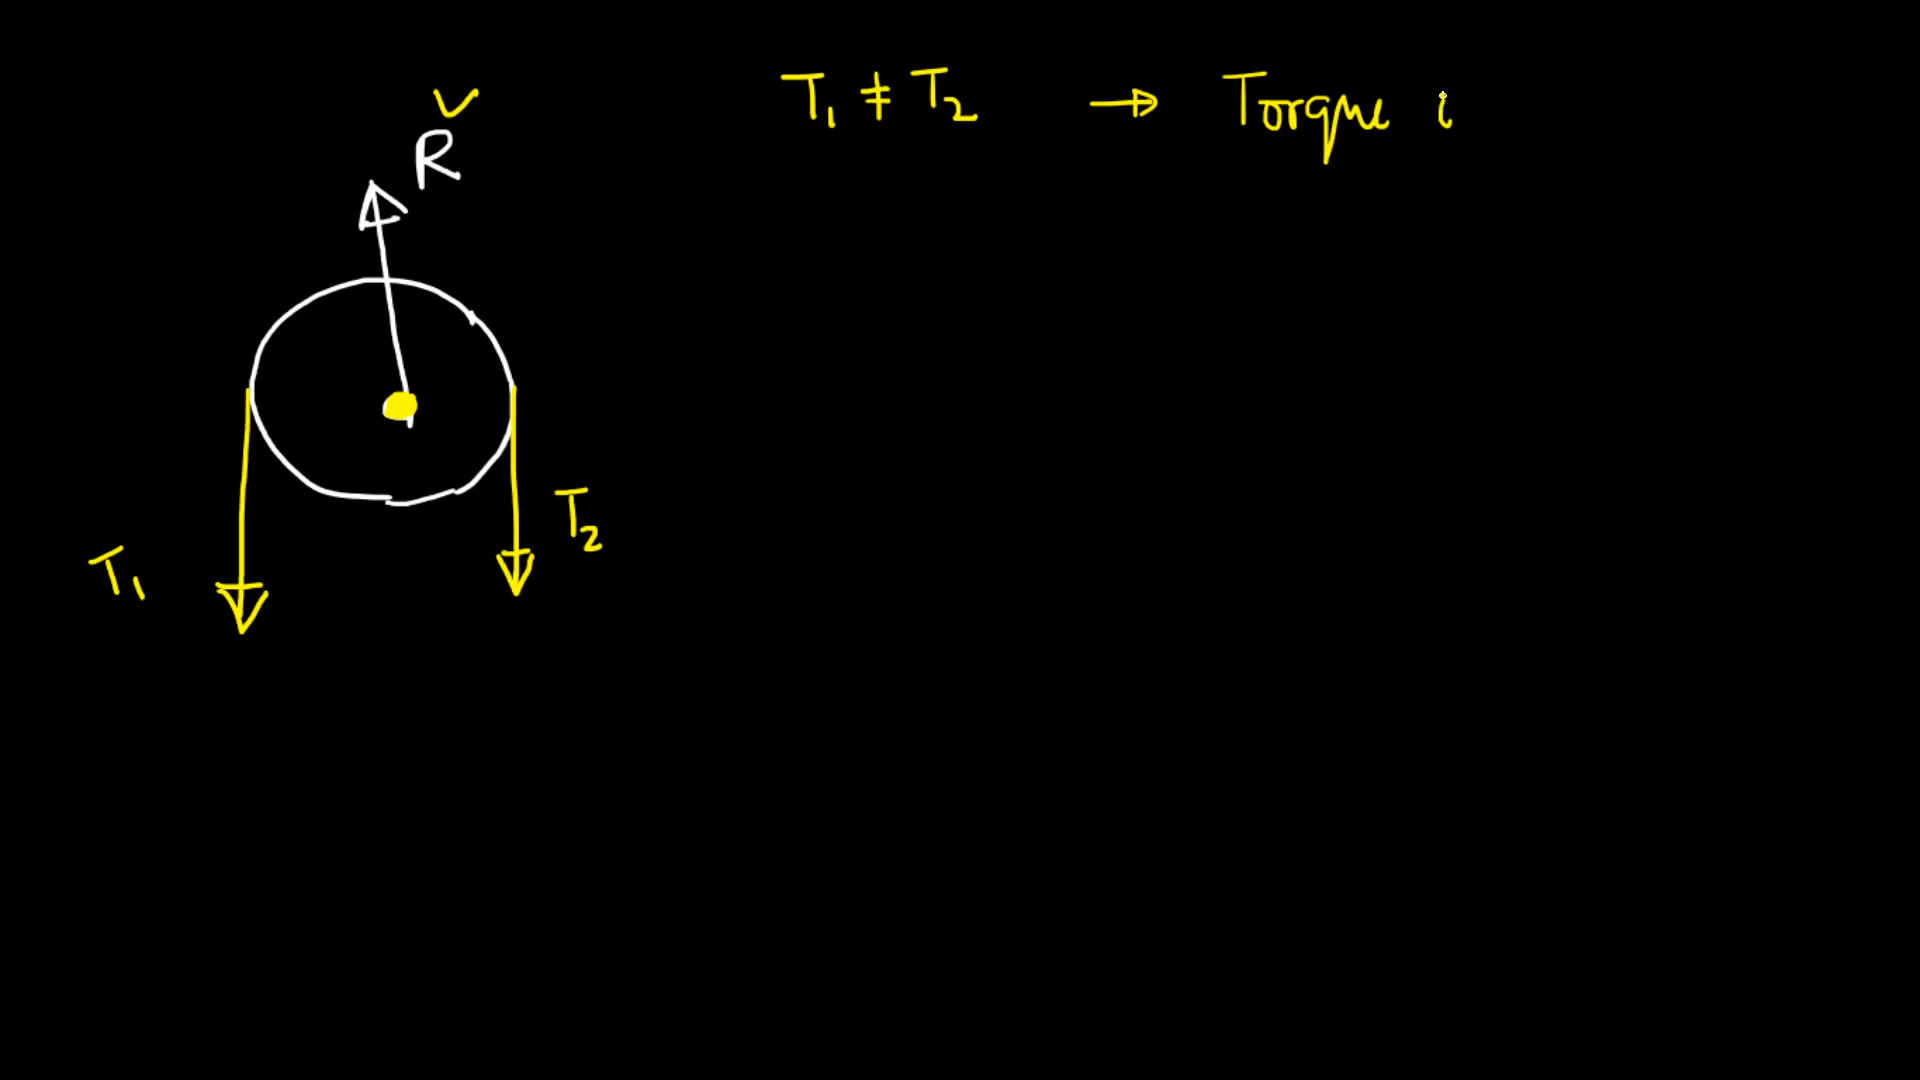 T₁ ≠ T₂ → Torque i
✓
R
T₂
T₁